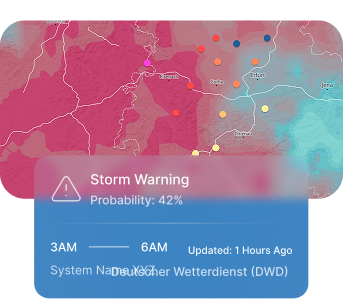 Eisenach
Gotha
Erfurt
Jena
Ilmenau
Storm Warning
Probability: 42%
3AM
6AM
Updated: 1 Hours Ago
System Name XYZ
Deutscher Wetterdienst (DWD)